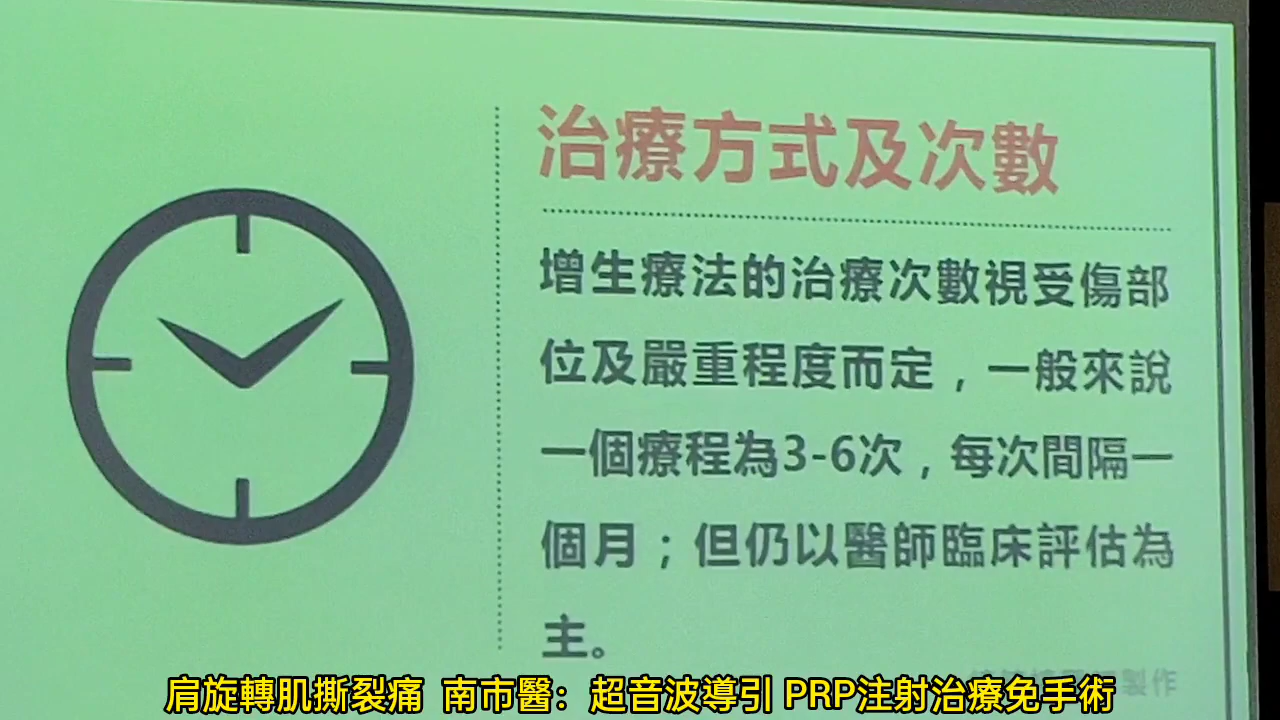 治療方式及次數
增生療法的治療次數視受傷部
位及嚴重程度而定，一般來說
一個療程為3-6次，每次間隔一
個月；但仍以醫師臨床評估為
主。
製作
肩旋轉肌撕裂痛 南市醫：超音波導引 PRP注射治療免手術